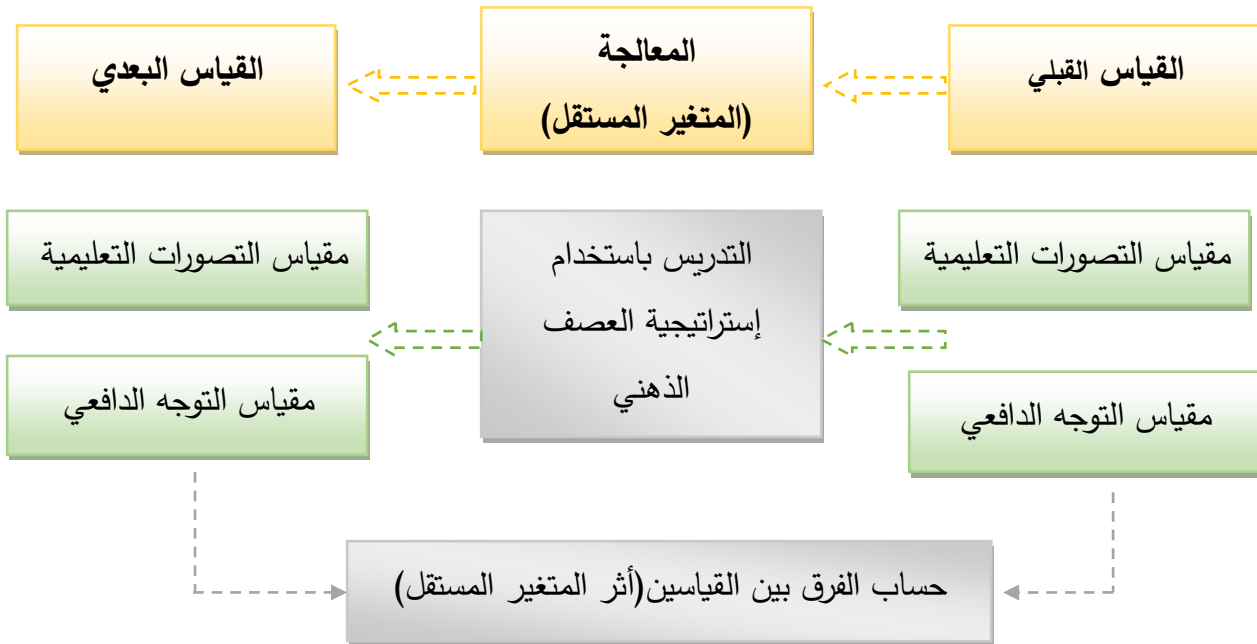 القياس القبلي
المعالجة
(المتغير المستقل)
القياس البعدي
مقياس التصورات التعليمية
مقياس التوجه الدافعي
التدريس باستخدام
إستراتيجية العصف
الذهني
مقياس التصورات التعليمية
مقياس التوجه الدافعي
حساب الفرق بين القياسين(أثر المتغير المستقل)